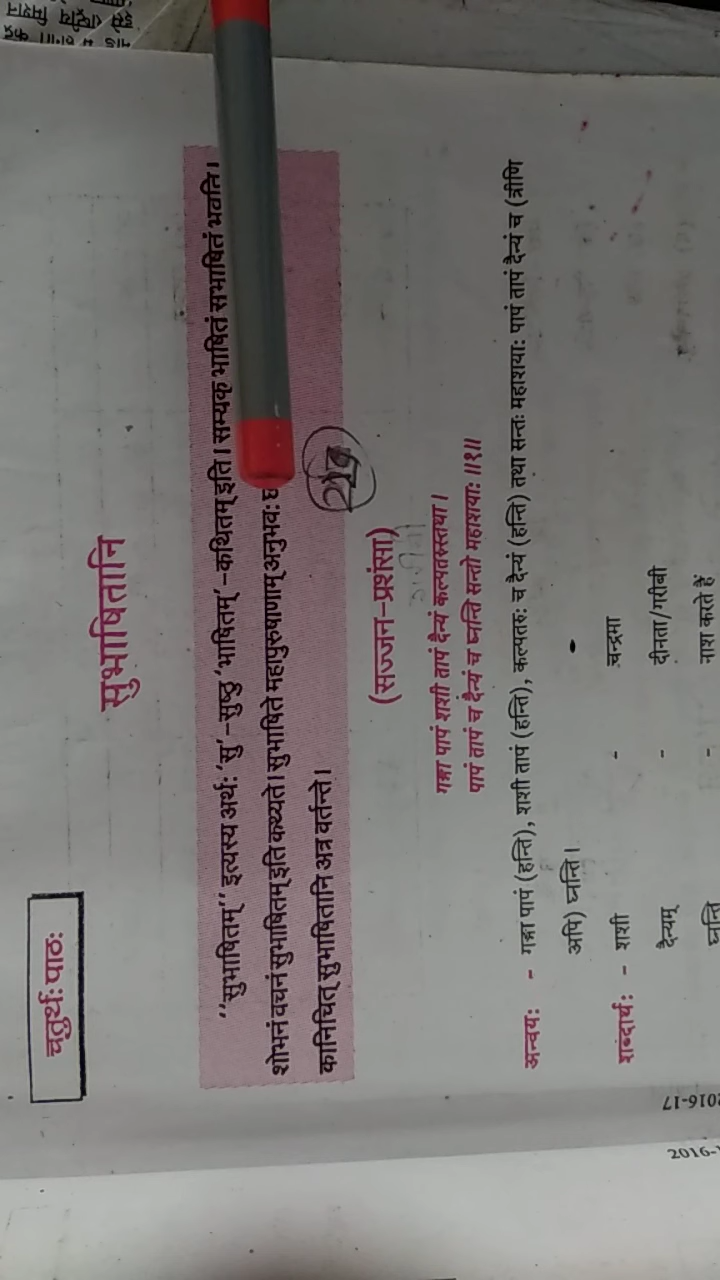 चतुर्थः पाठः
सुभाषितानि
“सुभाषितम्” इत्यस्य अर्थः ‘सु’ –सुष्ठु ‘भाषितम्’ –कथितम् इति। सम्यक् भाषितं सुभाषितं भवति।
शोभनं वचनं सुभाषितम् इति कथ्यते। सुभाषिते महापुरुषाणाम् अनुभवः
कानिचित् सुभाषितानि अत्र वर्तन्ते।
(सज्जन–प्रशंसा)
गङ्गा पापं शशी तापं दैन्यं कल्पतरुस्तथा।
पापं तापं च दैन्यं च घ्नन्ति सन्तो महाशयाः ॥१॥
अन्वयः - गङ्गा पापं (हन्ति), शशी तापं (हन्ति), कल्पतरुः च दैन्यं (हन्ति) तथा सन्तः महाशयाः पापं तापं दैन्यं च (त्रीणि
अपि) घ्नन्ति।
शब्दार्थः - शशी - चन्द्रमा
दैन्यम् - दीनता/गरीबी
घ्नन्ति - नाश करते हैं
2016-17
2016-1